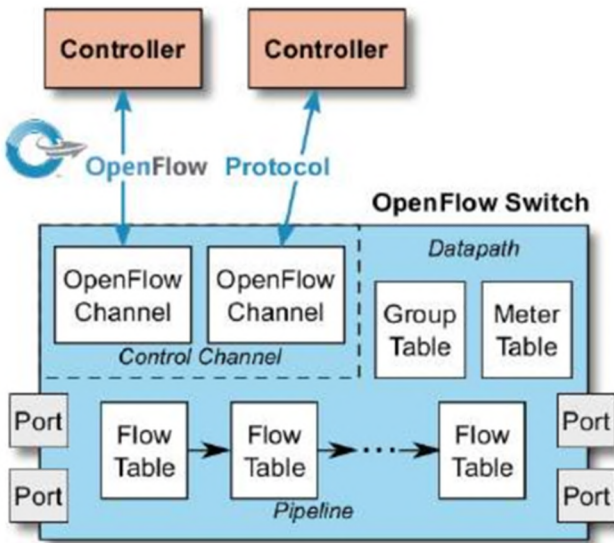 Controller Controller
OpenFlow Protocol
OpenFlow Switch
Datapath
OpenFlow
Channel
OpenFlow
Channel
Control Channel
Group
Table
Meter
Table
Port
Port
Flow
Table
Flow
Table
...
Flow
Table
Pipeline
Port
Port